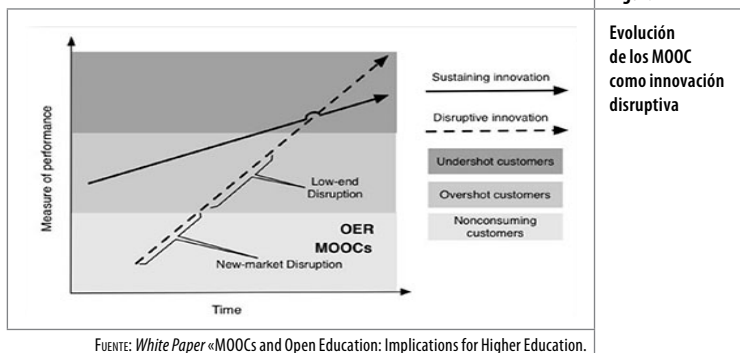 Evolución
de los MOOC
como innovación
disruptiva
Measure of performance
Time
Low-end
Disruption
OER
MOOCs
New-market Disruption
Sustaining innovation
Disruptive innovation
Undershot customers
Overshot customers
Nonconsuming
customers
FUENTE: White Paper «MOOCs and Open Education: Implications for Higher Education.